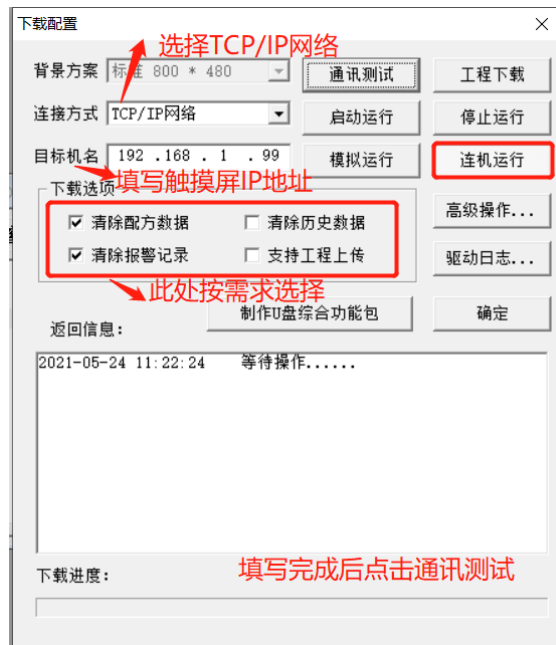 下载配置
选择TCP/IP网络
背景方案 标准 800 * 480 通讯测试 工程下载
连接方式 TCP/IP网络 启动运行 停止运行
目标机名 192 .168 . 1 . 99 模拟运行 连机运行
填写触摸屏IP地址
下载选项
清除配方数据 清除历史数据 高级操作...
清除报警记录 支持工程上传 驱动日志...
此处按需求选择
制作U盘综合功能包 确定
返回信息:
2021-05-24 11:22:24 等待操作......
填写完成后点击通讯测试
下载进度: